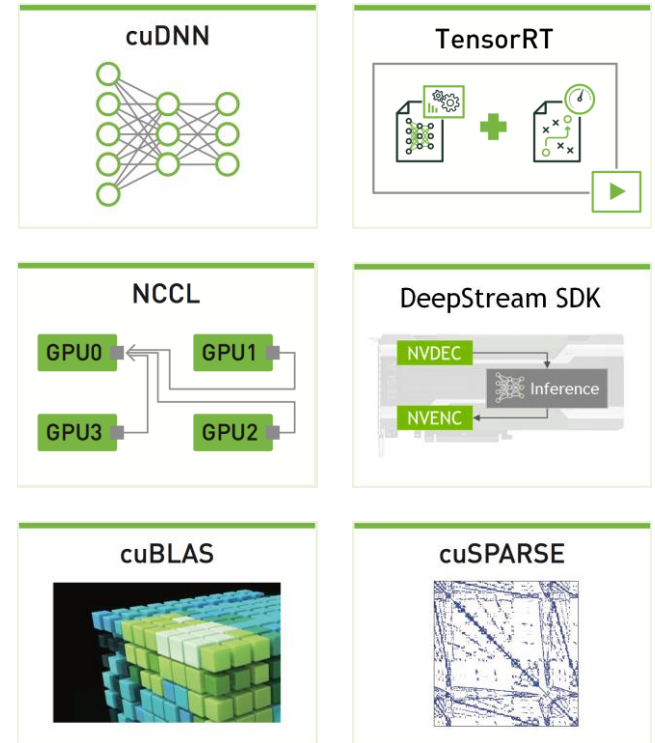 cuDNN
TensorRT
NCCL
GPU0
GPU1
GPU3
GPU2
DeepStream SDK
NVDEC
Inference
NVENC
cuBLAS
cuSPARSE